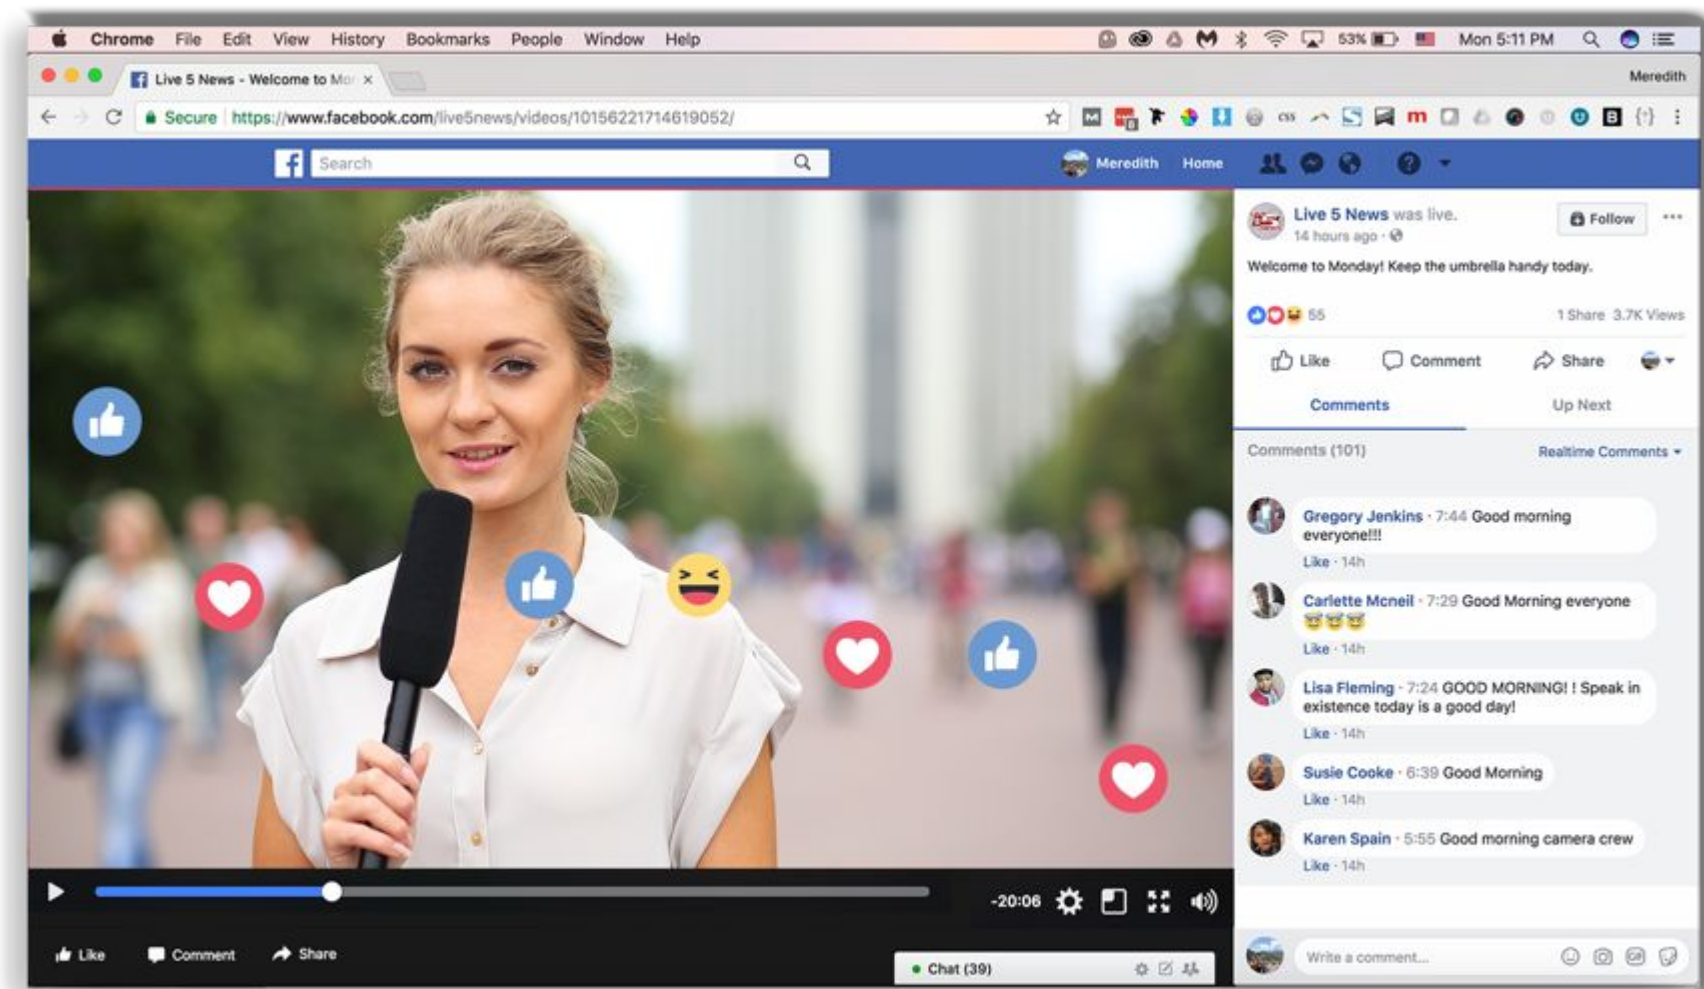 Chrome File Edit View History Bookmarks People Window Help 53% Mon 5:11 PM
Live 5 News - Welcome to Mor × Meredith
Secure https://www.facebook.com/live5news/videos/10156221714619052/
Search Meredith Home
Live 5 News was live. Follow
14 hours ago ·
Welcome to Monday! Keep the umbrella handy today.
55 1 Share 3.7K Views
Like Comment Share
Comments Up Next
Comments (101) Realtime Comments
Gregory Jenkins · 7:44 Good morning
everyone!!!
Like · 14h
Carlette Mcneil · 7:29 Good Morning everyone
🤠🤠🤠
Like · 14h
Lisa Fleming · 7:24 GOOD MORNING! ! Speak in
existence today is a good day!
Like · 14h
Susie Cooke · 6:39 Good Morning
Like · 14h
Karen Spain · 5:55 Good morning camera crew
Like · 14h
-20:06
Like Comment Share
Chat (39)
Write a comment...